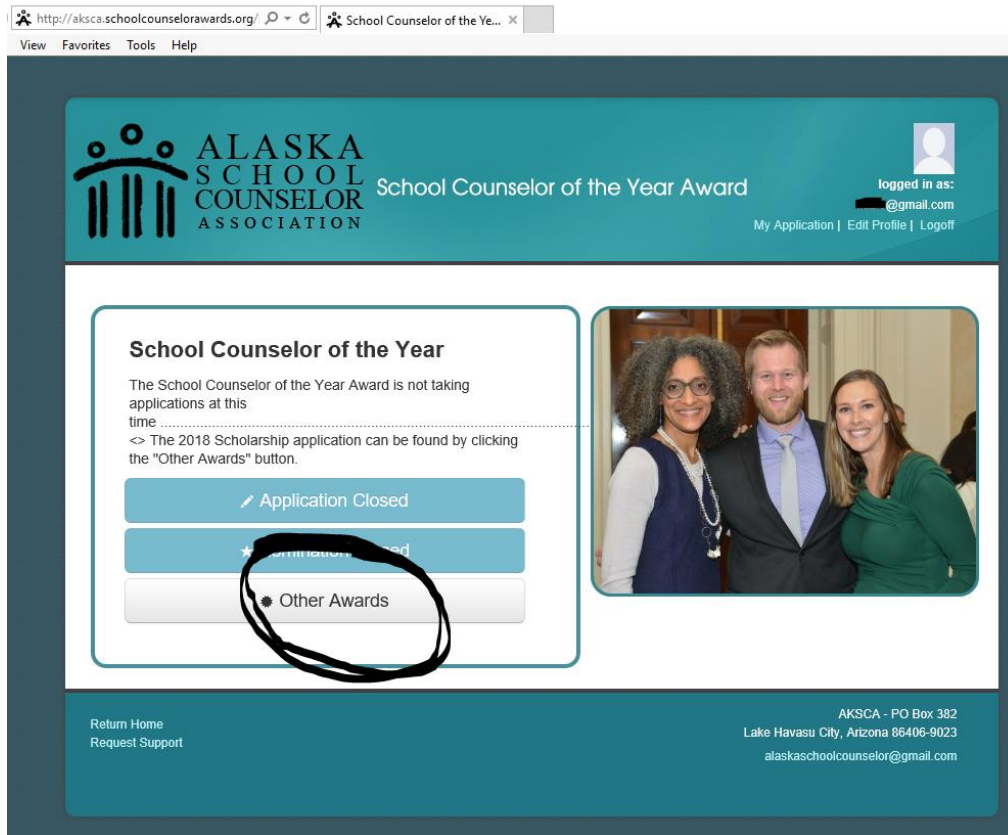 http://aksca.schoolcounselorawards.org/
School Counselor of the Ye...
View Favorites Tools Help
ALASKA
SCHOOL
COUNSELOR
ASSOCIATION
School Counselor of the Year Award
logged in as:
@gmail.com
My Application | Edit Profile | Logoff
School Counselor of the Year
The School Counselor of the Year Award is not taking
applications at this
time ................................................................................................................
<> The 2018 Scholarship application can be found by clicking
the "Other Awards" button.
Application Closed
Other Awards
Return Home
Request Support
AKSCA - PO Box 382
Lake Havasu City, Arizona 86406-9023
alaskaschoolcounselor@gmail.com